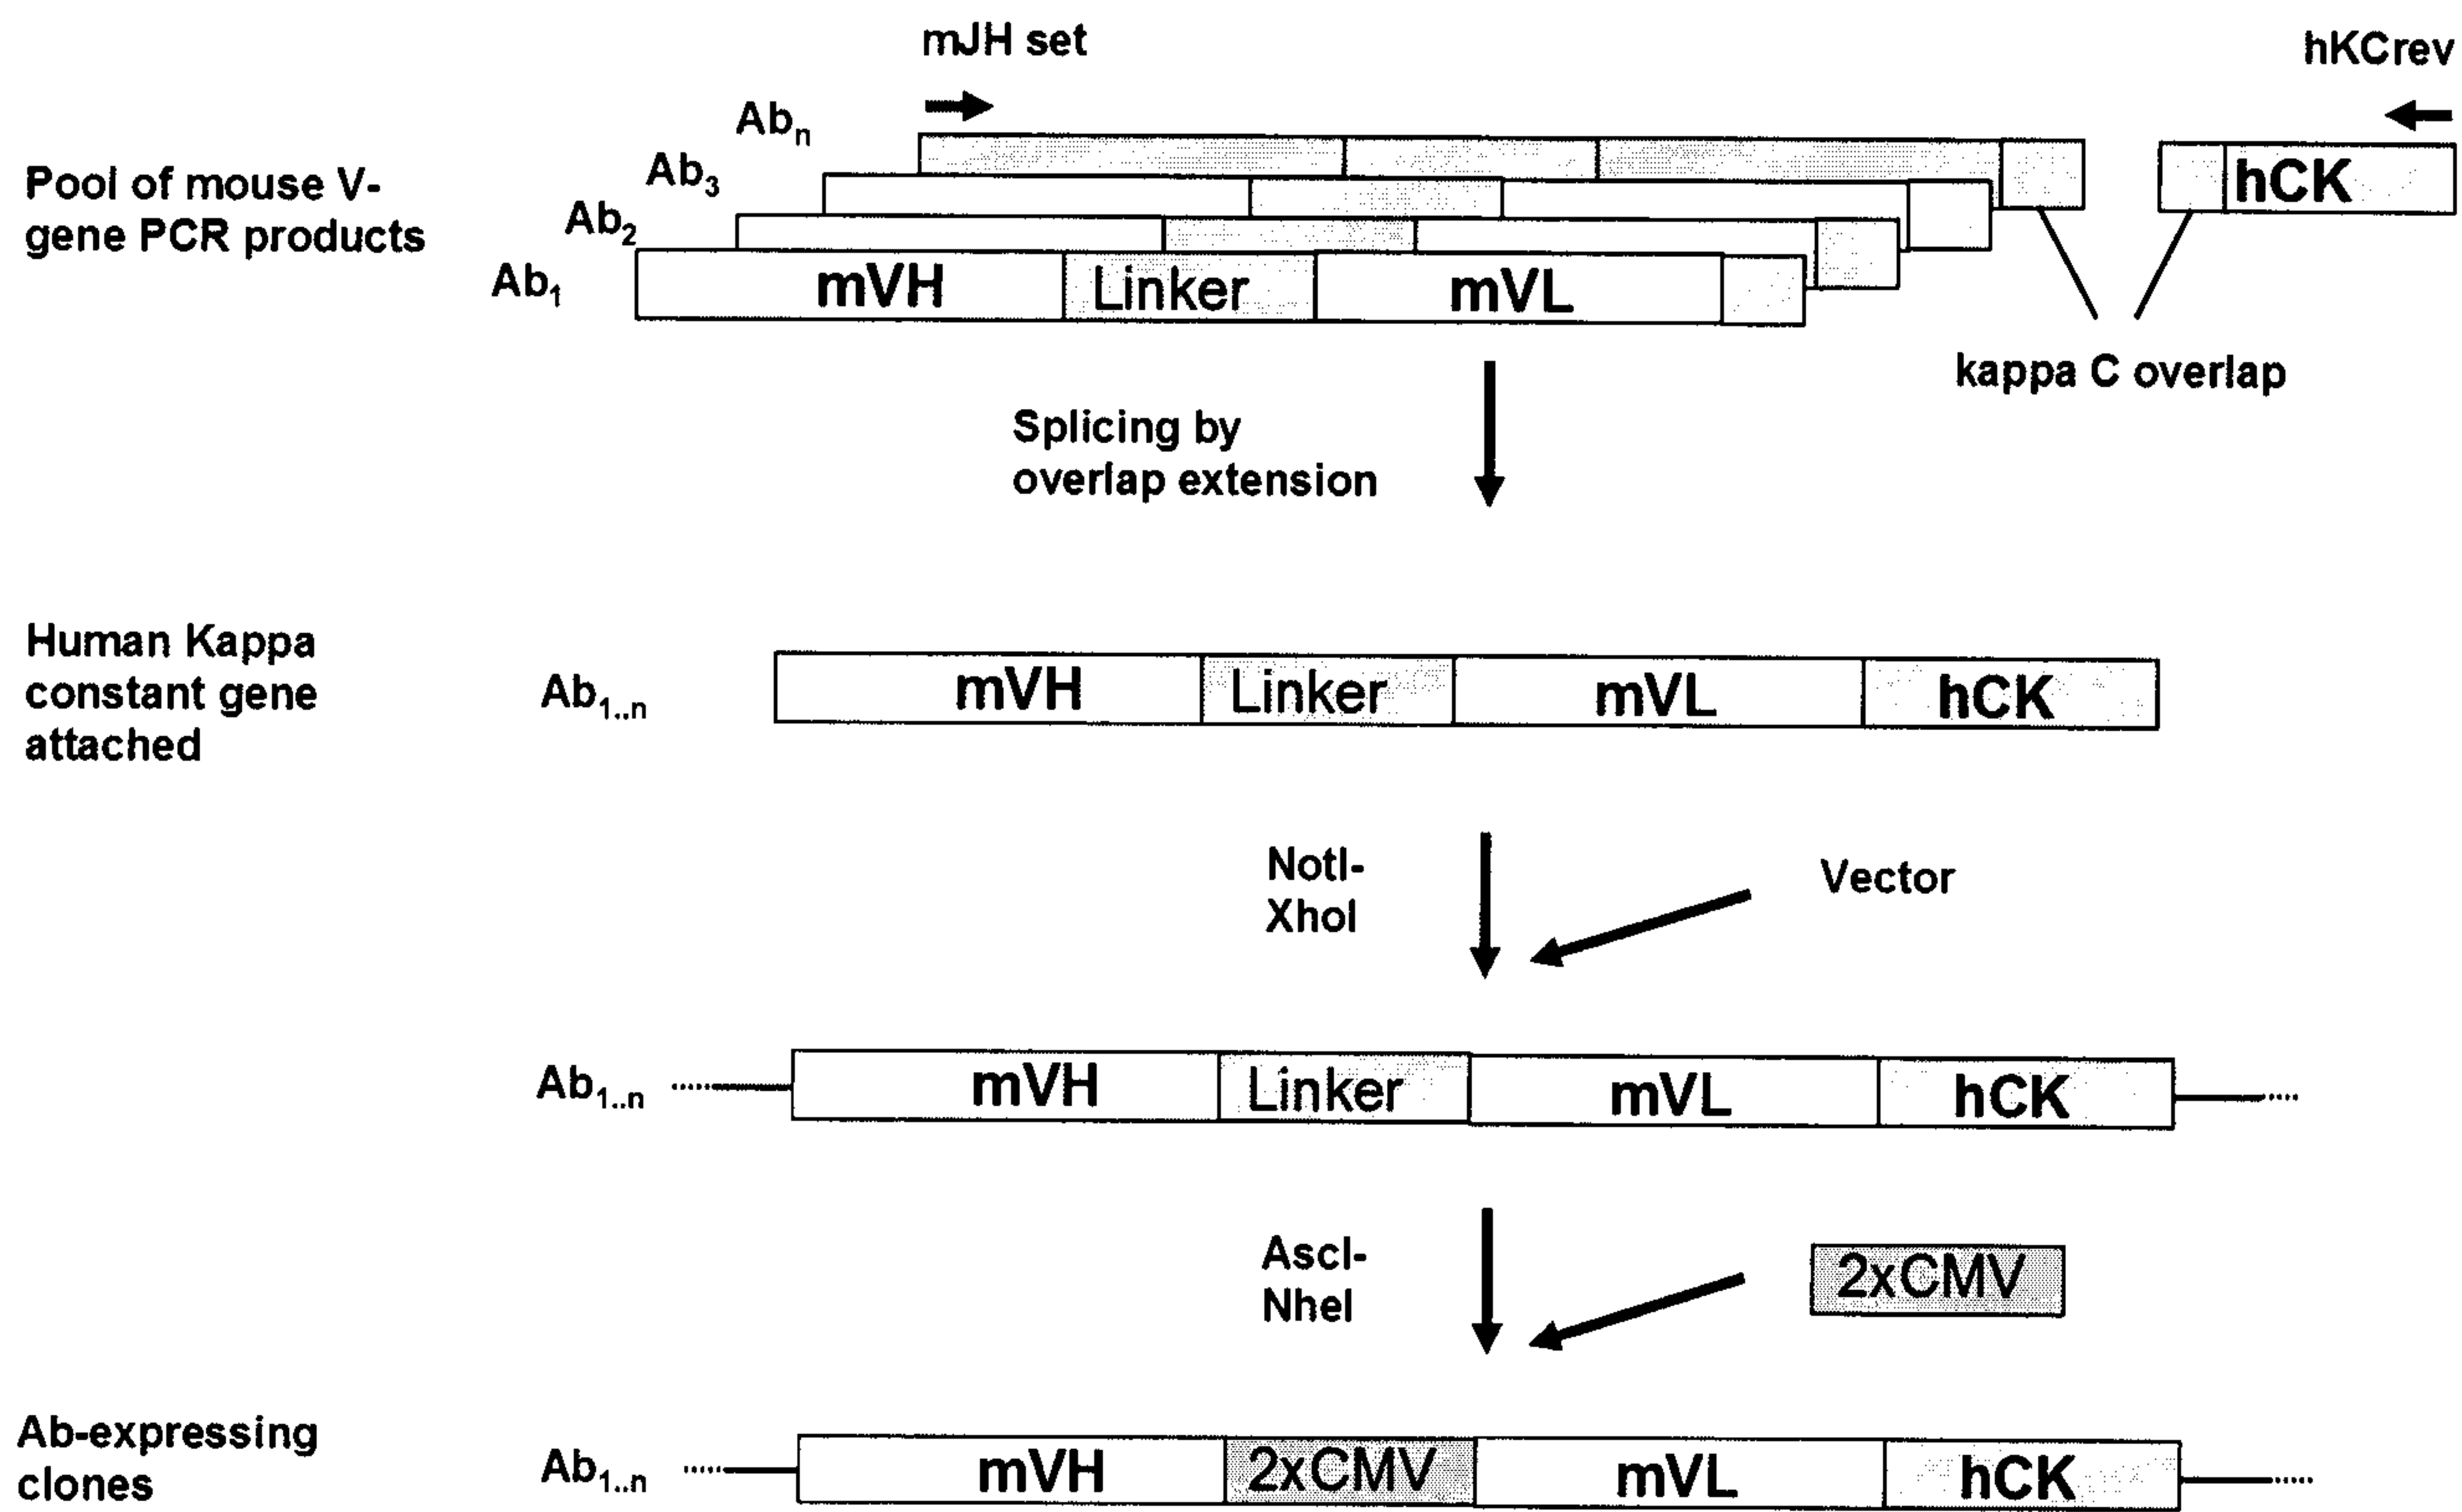 mJH set
hKCrev
Pool of mouse V-
gene PCR products
Abn
Ab3
Ab2
Ab1
hCK
mVH
Linker
mVL
kappa C overlap
Splicing by
overlap extension
Human Kappa
constant gene
attached
Ab1..n
mVH
Linker
mVL
hCK
NotI-
XhoI
Vector
Ab1..n
mVH
Linker
mVL
hCK
AscI-
NheI
2xCMV
Ab-expressing
clones
Ab1..n
mVH
2xCMV
mVL
hCK